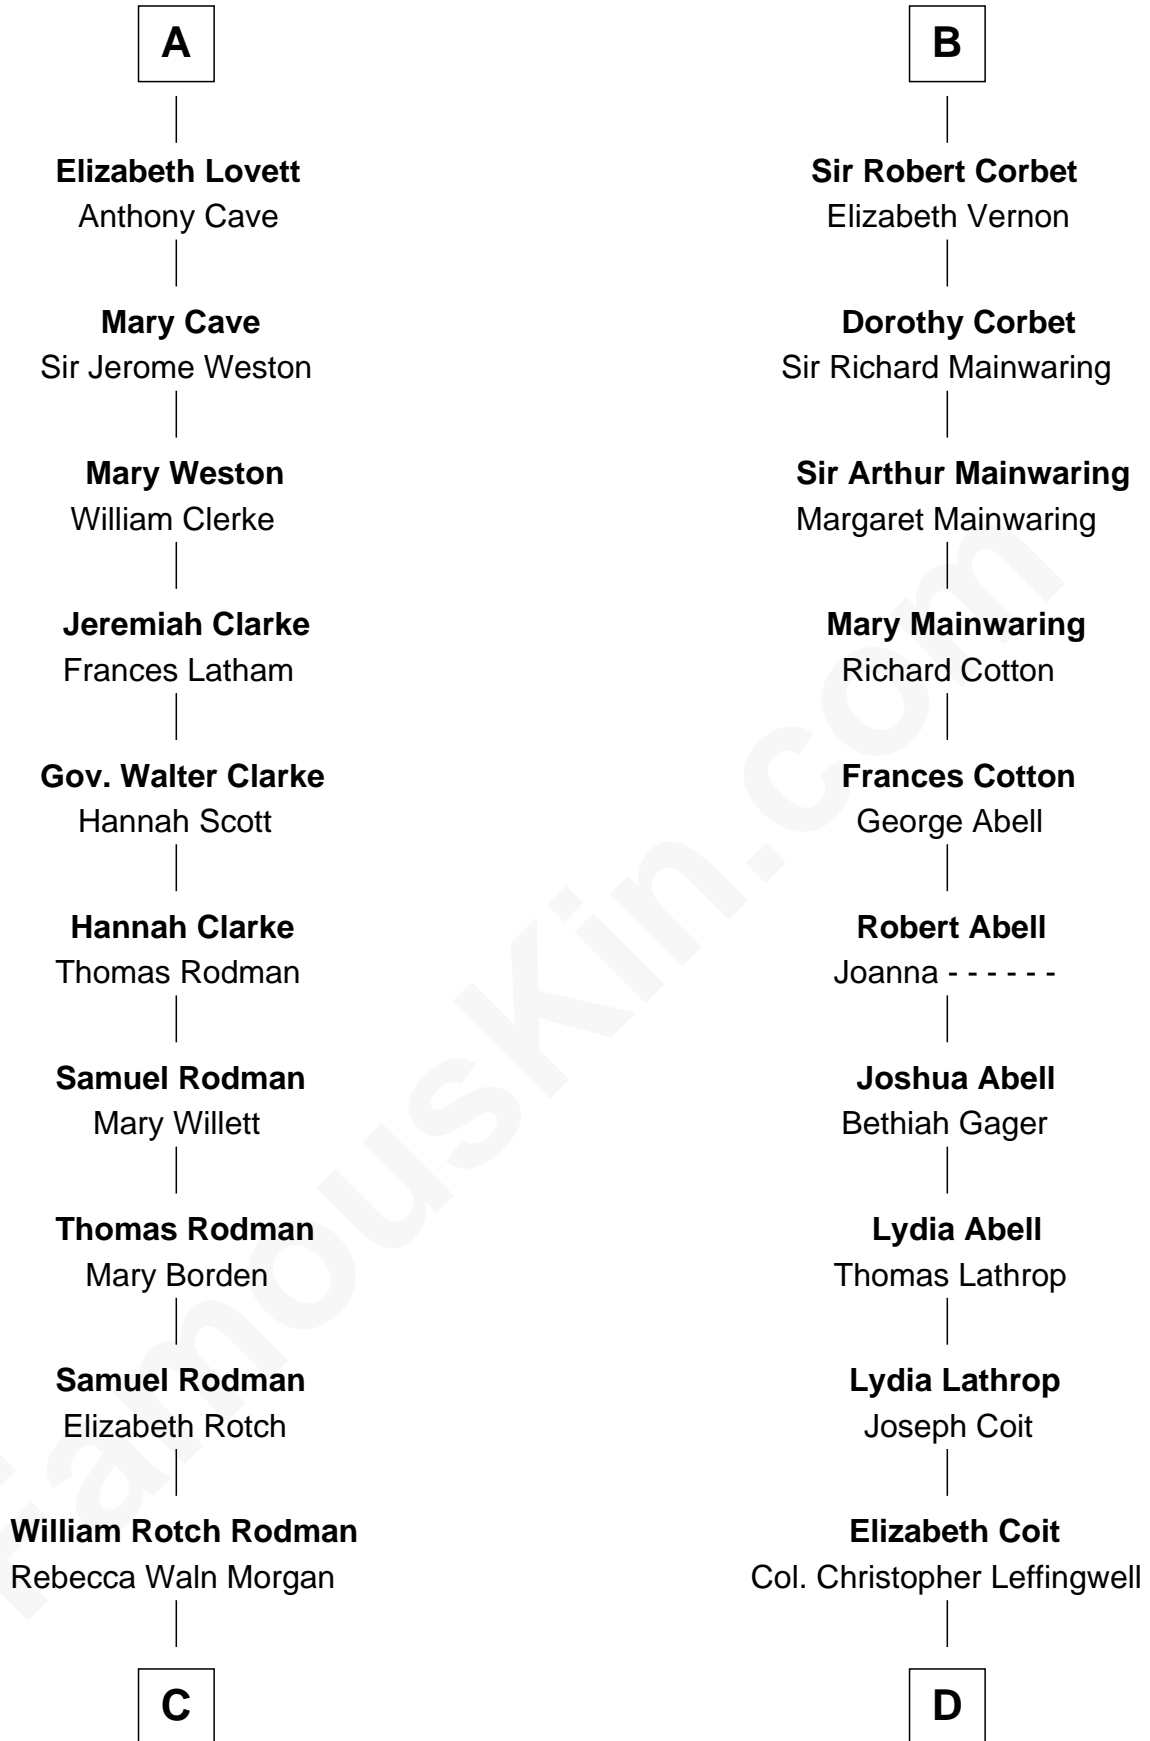 A
Elizabeth Lovett
Anthony Cave
Mary Cave
Sir Jerome Weston
Mary Weston
William Clerke
Jeremiah Clarke
Frances Latham
Gov. Walter Clarke
Hannah Scott
Hannah Clarke
Thomas Rodman
Samuel Rodman
Mary Willett
Thomas Rodman
Mary Borden
Samuel Rodman
Elizabeth Rotch
William Rotch Rodman
Rebecca Waln Morgan
C
B
Sir Robert Corbet
Elizabeth Vernon
Dorothy Corbet
Sir Richard Mainwaring
Sir Arthur Mainwaring
Margaret Mainwaring
Mary Mainwaring
Richard Cotton
Frances Cotton
George Abell
Robert Abell
Joanna - - - - - -
Joshua Abell
Bethiah Gager
Lydia Abell
Thomas Lathrop
Lydia Lathrop
Joseph Coit
Elizabeth Coit
Col. Christopher Leffingwell
D
FamousKin.com